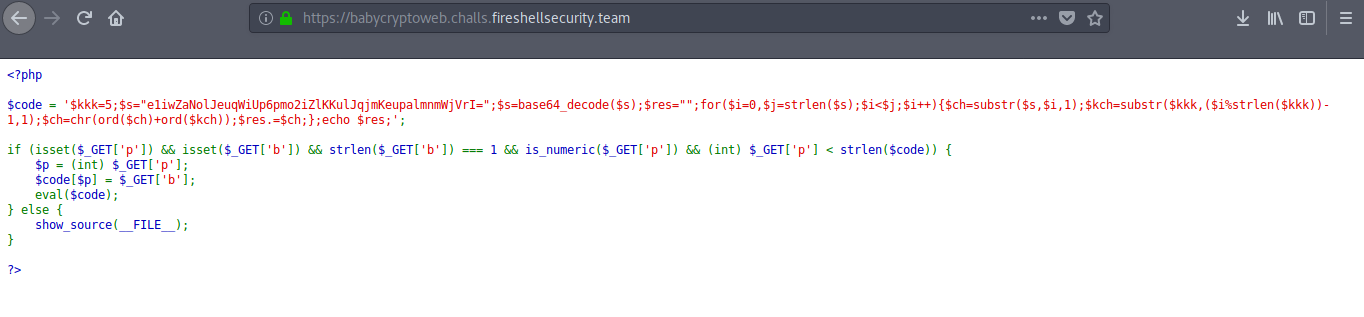 https://babycryptoweb.challs.fireshellsecurity.team
<?php
$code = '$kkk=5;$s="e1iwZaNolJeuqWiUp6pmo2iZlKKulJqjmKeupalmnmWjVrI=";$s=base64_decode($s);$res="";for($i=0,$j=strlen($s);$i<$j;$i++){$ch=substr($s,$i,1);$kch=substr($kkk,($i%strlen($kkk))-
1,1);$ch=chr(ord($ch)+ord($kch));$res.=$ch;};echo $res;';
if (isset($_GET['p']) && isset($_GET['b']) && strlen($_GET['b']) === 1 && is_numeric($_GET['p']) && (int) $_GET['p'] < strlen($code)) {
    $p = (int) $_GET['p'];
    $code[$p] = $_GET['b'];
    eval($code);
} else {
    show_source(__FILE__);
}
?>